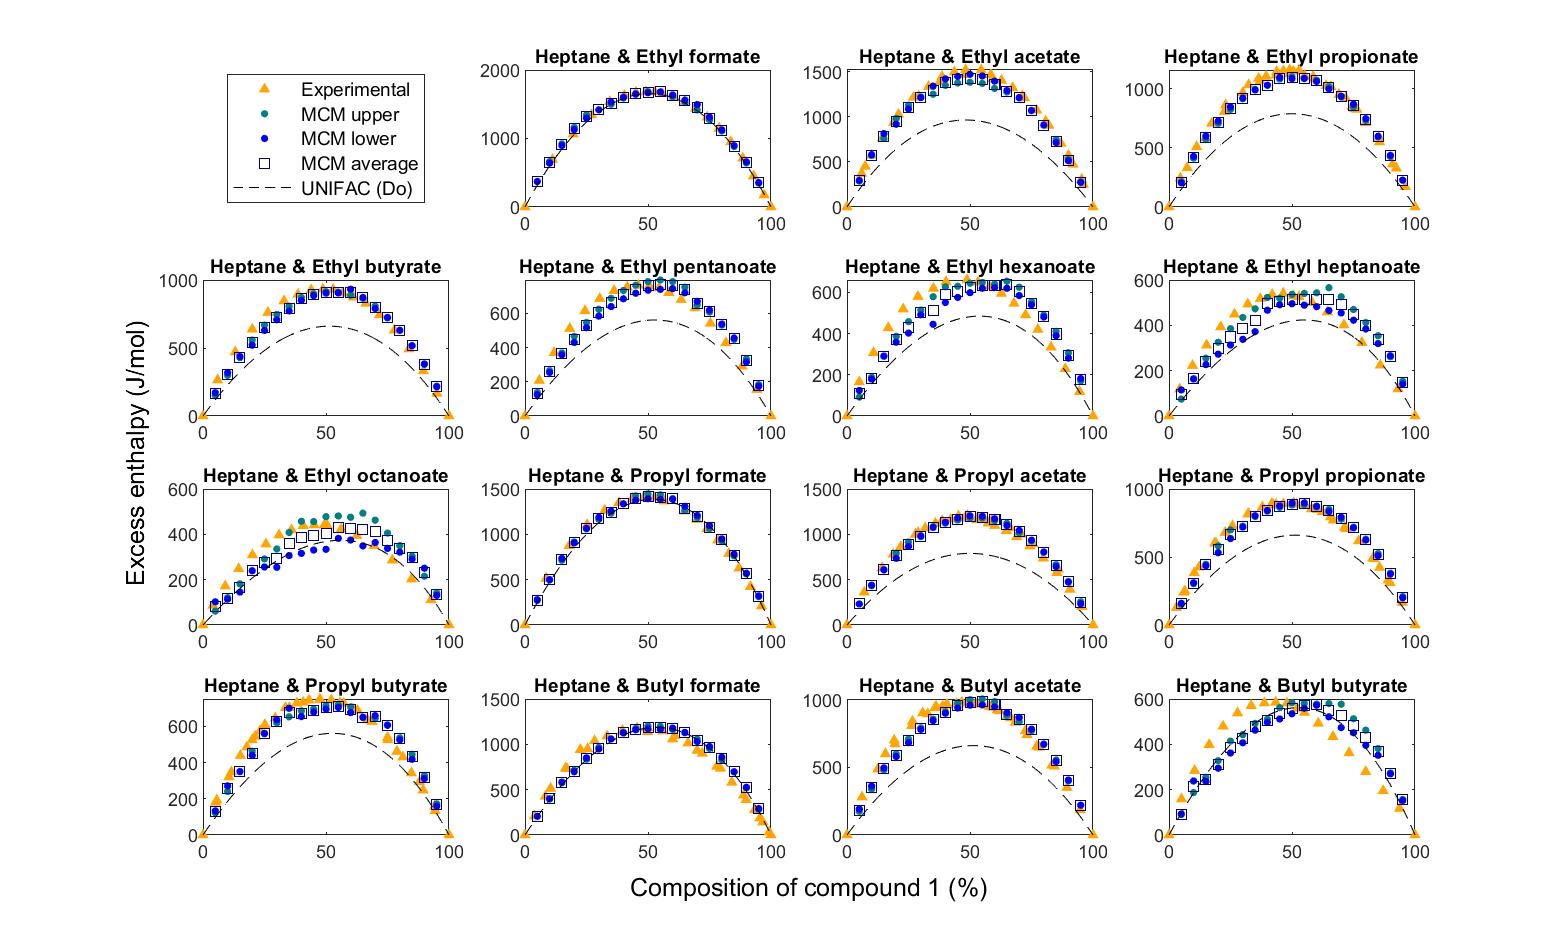 Experimental
MCM upper
MCM lower
MCM average
UNIFAC (Do)
Heptane & Ethyl formate
2000
1000
0
0 50 100
Heptane & Ethyl acetate
1500
1000
500
0
0 50 100
Heptane & Ethyl propionate
1000
500
0
0 50 100
Heptane & Ethyl butyrate
1000
500
0
0 50 100
Heptane & Ethyl pentanoate
600
400
200
0
0 50 100
Heptane & Ethyl hexanoate
600
400
200
0
0 50 100
Heptane & Ethyl heptanoate
600
400
200
0
0 50 100
Heptane & Ethyl octanoate
600
400
200
0
0 50 100
Heptane & Propyl formate
1500
1000
500
0
0 50 100
Heptane & Propyl acetate
1500
1000
500
0
0 50 100
Heptane & Propyl propionate
1000
500
0
0 50 100
Heptane & Propyl butyrate
600
400
200
0
0 50 100
Heptane & Butyl formate
1500
1000
500
0
0 50 100
Heptane & Butyl acetate
1000
500
0
0 50 100
Heptane & Butyl butyrate
600
400
200
0
0 50 100
Excess enthalpy (J/mol)
Composition of compound 1 (%)